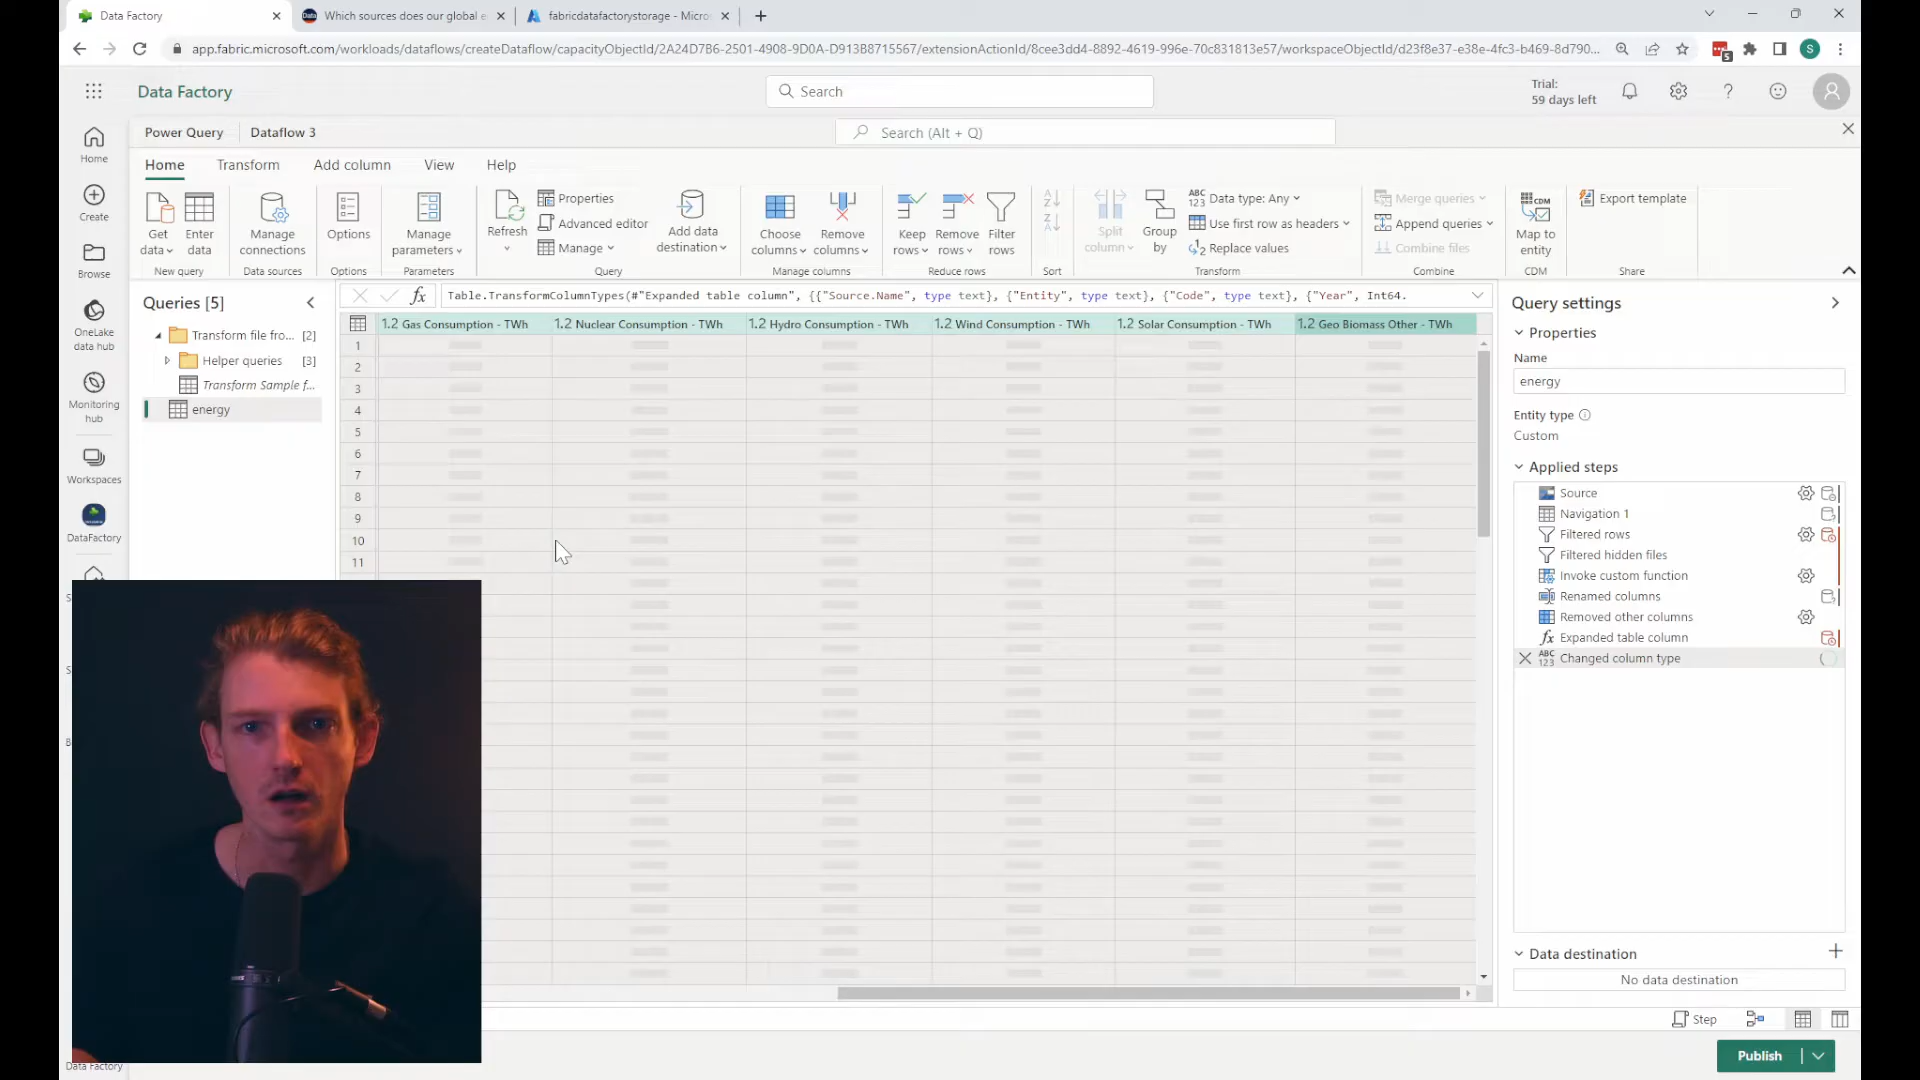 Data Factory
Which sources does our global e
fabricdatafactorystorage - Micro
app.fabric.microsoft.com/workloads/dataflows/createDataflow/capacityObjectId/2A24D7B6-2501-4908-9D0A-D913B8715567/extensionActionId/8cee3dd4-8892-4619-996e-70c831813e57/workspaceObjectId/d23f8e37-e38e-4fc3-b469-8d790...
5
S
Data Factory
Search
Trial:
59 days left
Power Query
Dataflow 3
Search (Alt + Q)
Home
Transform
Add column
View
Help
Get data
Enter data
New query
Manage connections
Data sources
Options
Options
Manage parameters
Parameters
Refresh
Properties
Advanced editor
Manage
Query
Add data destination
Choose columns
Remove columns
Manage columns
Keep rows
Remove rows
Filter rows
Reduce rows
Sort
Split column
Group by
Data type: Any
Use first row as headers
Replace values
Transform
Merge queries
Append queries
Combine files
Combine
CDM
Map to entity
CDM
Export template
Share
Home
Create
Browse
OneLake data hub
Monitoring hub
Workspaces
DataFactory
Data Factory
Queries [5]
Transform file fro... [2]
Helper queries [3]
Transform Sample f...
energy
fx
Table.TransformColumnTypes(#"Expanded table column", {{"Source.Name", type text}, {"Entity", type text}, {"Code", type text}, {"Year", Int64.
1.2 Gas Consumption - TWh
1.2 Nuclear Consumption - TWh
1.2 Hydro Consumption - TWh
1.2 Wind Consumption - TWh
1.2 Solar Consumption - TWh
1.2 Geo Biomass Other - TWh
1
2
3
4
5
6
7
8
9
10
11
Query settings
Properties
Name
energy
Entity type
Custom
Applied steps
Source
Navigation 1
Filtered rows
Filtered hidden files
Invoke custom function
Renamed columns
Removed other columns
fx Expanded table column
ABC 123 Changed column type
Data destination
No data destination
Step
Publish